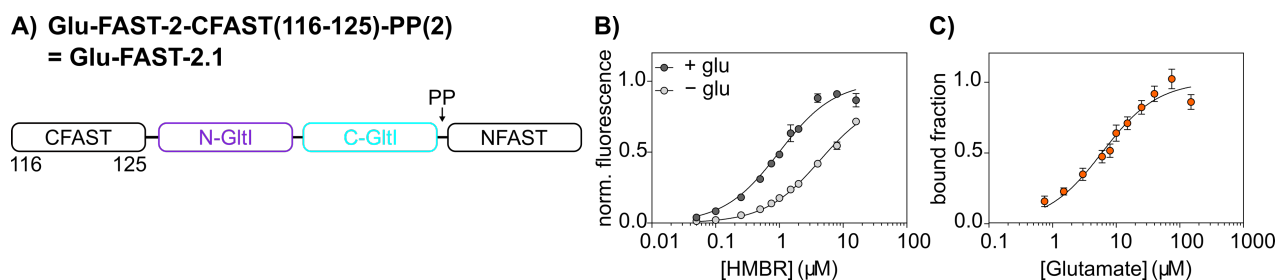 A) Glu-FAST-2-CFAST(116-125)-PP(2)
= Glu-FAST-2.1
PP
CFAST
N-GltI
C-GltI
NFAST
116
125
B)
+ glu
− glu
norm. fluorescence
1.0
0.5
0.0
0.01
0.1
1
10
100
[HMBR] (µM)
C)
bound fraction
1.0
0.5
0.0
0.1
1
10
100
1000
[Glutamate] (µM)